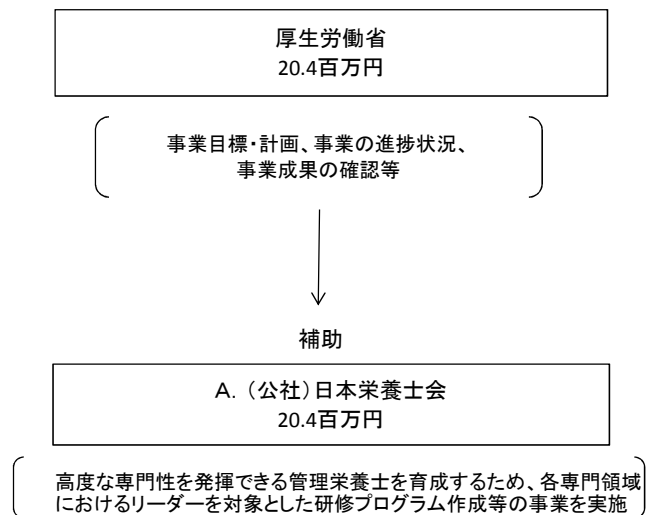 厚生労働省
20.4百万円
事業目標・計画、事業の進捗状況、
事業成果の確認等
補助
A.（公社）日本栄養士会
20.4百万円
高度な専門性を発揮できる管理栄養士を育成するため、各専門領域
におけるリーダーを対象とした研修プログラム作成等の事業を実施